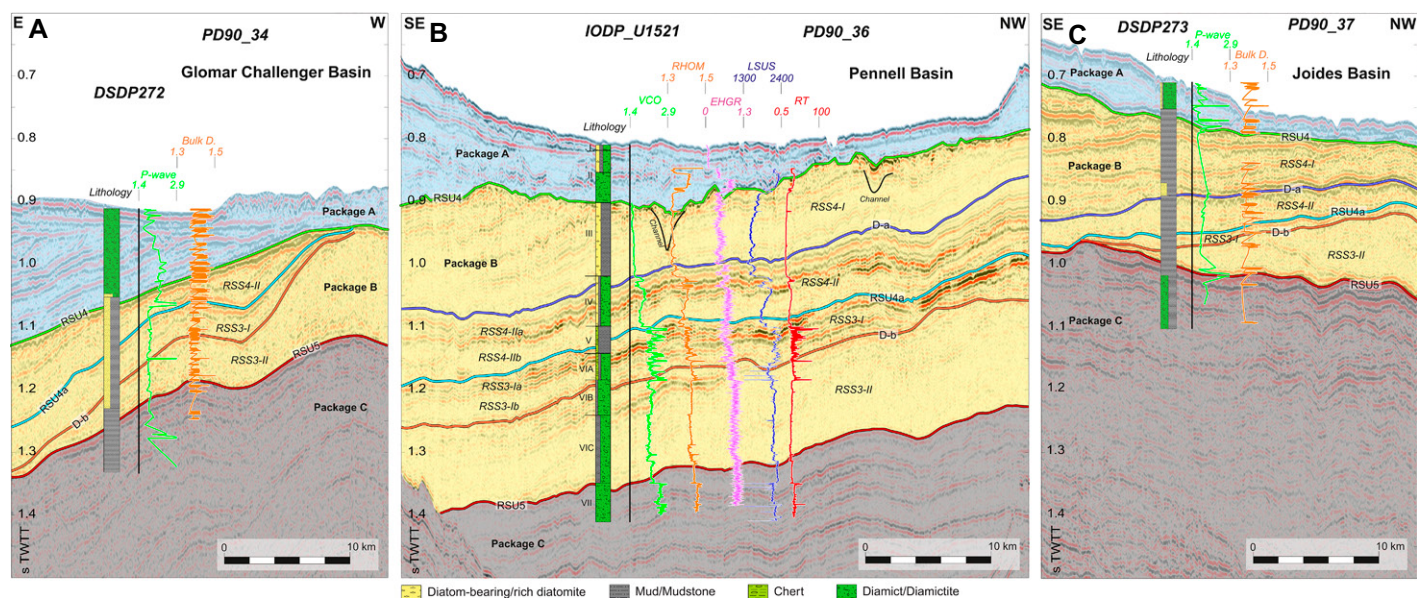 E
A
W
PD90_34
Glomar Challenger Basin
DSDP272
Bulk D.
1.3 1.5
P-wave
Lithology
1.4 2.9
0.7
0.8
0.9
1.0
1.1
1.2
1.3
1.4
s TWTT
Package A
RSU4
RSS4-II
Package B
RSS3-I
RSS3-II
RSU5
RSU4a
D-b
Package C
0 10 km
SE
B
NW
IODP_U1521
PD90_36
Pennell Basin
RHOM
LSUS
1.3 1.5
1300 2400
VCO
EHGR
RT
1.4 2.9
0 1.3
0.5 100
Lithology
0.7
0.8
0.9
1.0
1.1
1.2
1.3
1.4
s TWTT
Package A
RSU4
Channel
Channel
RSS4-I
III
D-a
Package B
IV
RSS4-II
RSU4a
RSS4-IIa
V
RSS3-I
D-b
RSS4-IIb
VIA
RSS3-Ia
VIB
RSS3-II
RSS3-Ib
VIC
RSU5
VII
Package C
0 10 km
SE
C
NW
DSDP273
PD90_37
P-wave
Lithology
1.4 2.9
Bulk D.
1.3 1.5
Joides Basin
0.7
0.8
0.9
1.0
1.1
1.2
1.3
1.4
s TWTT
Package A
RSU4
Package B
RSS4-I
D-a
RSS4-II
RSU4a
RSS3-I
D-b
RSS3-II
RSU5
Package C
0 10 km
Diatom-bearing/rich diatomite
Mud/Mudstone
Chert
Diamict/Diamictite